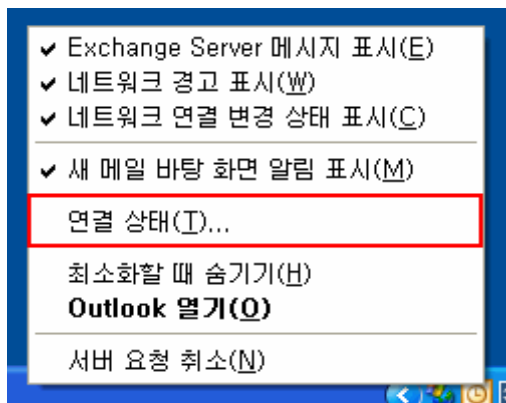 ✔ Exchange Server 메시지 표시(E)
✔ 네트워크 경고 표시(W)
✔ 네트워크 연결 변경 상태 표시(C)
✔ 새 메일 바탕 화면 알림 표시(M)
연결 상태(T)...
최소화할 때 숨기기(H)
Outlook 열기(O)
서버 요청 취소(N)